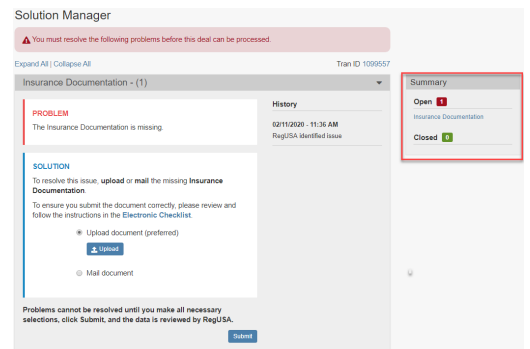 Solution Manager
You must resolve the following problems before this deal can be processed.
Expand All | Collapse All
Tran ID 1099557
Insurance Documentation - (1)
PROBLEM
The Insurance Documentation is missing.
History
02/11/2020 - 11:36 AM
RegUSA identified issue
SOLUTION
To resolve this issue, upload or mail the missing Insurance
Documentation.
To ensure you submit the document correctly, please review and
follow the instructions in the Electronic Checklist.
Upload document (preferred)
Upload
Mail document
Problems cannot be resolved until you make all necessary
selections, click Submit, and the data is reviewed by RegUSA.
Submit
Summary
Open 1
Insurance Documentation
Closed 0